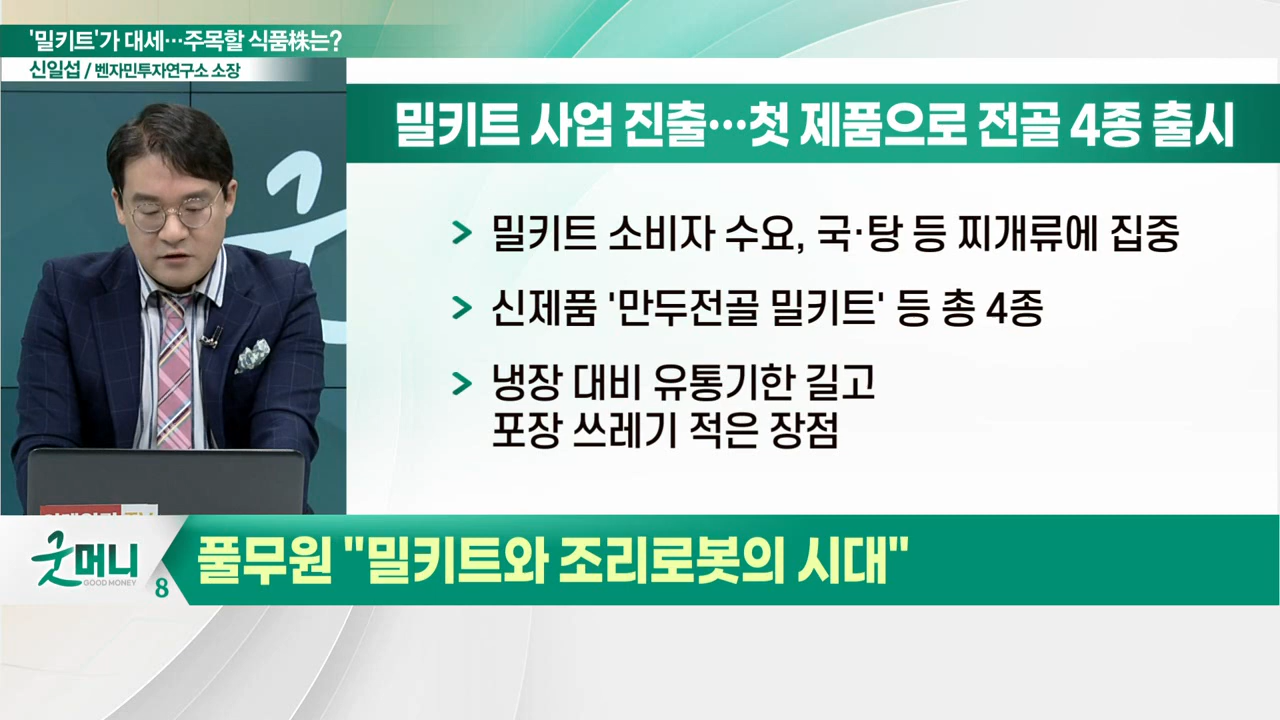 '밀키트'가 대세…주목할 식품株는?
신일섭 / 벤자민투자연구소 소장
밀키트 사업 진출…첫 제품으로 전골 4종 출시
> 밀키트 소비자 수요, 국·탕 등 찌개류에 집중
> 신제품 '만두전골 밀키트' 등 총 4종
> 냉장 대비 유통기한 길고
포장 쓰레기 적은 장점
굿머니
GOOD MONEY
8
풀무원 "밀키트와 조리로봇의 시대"